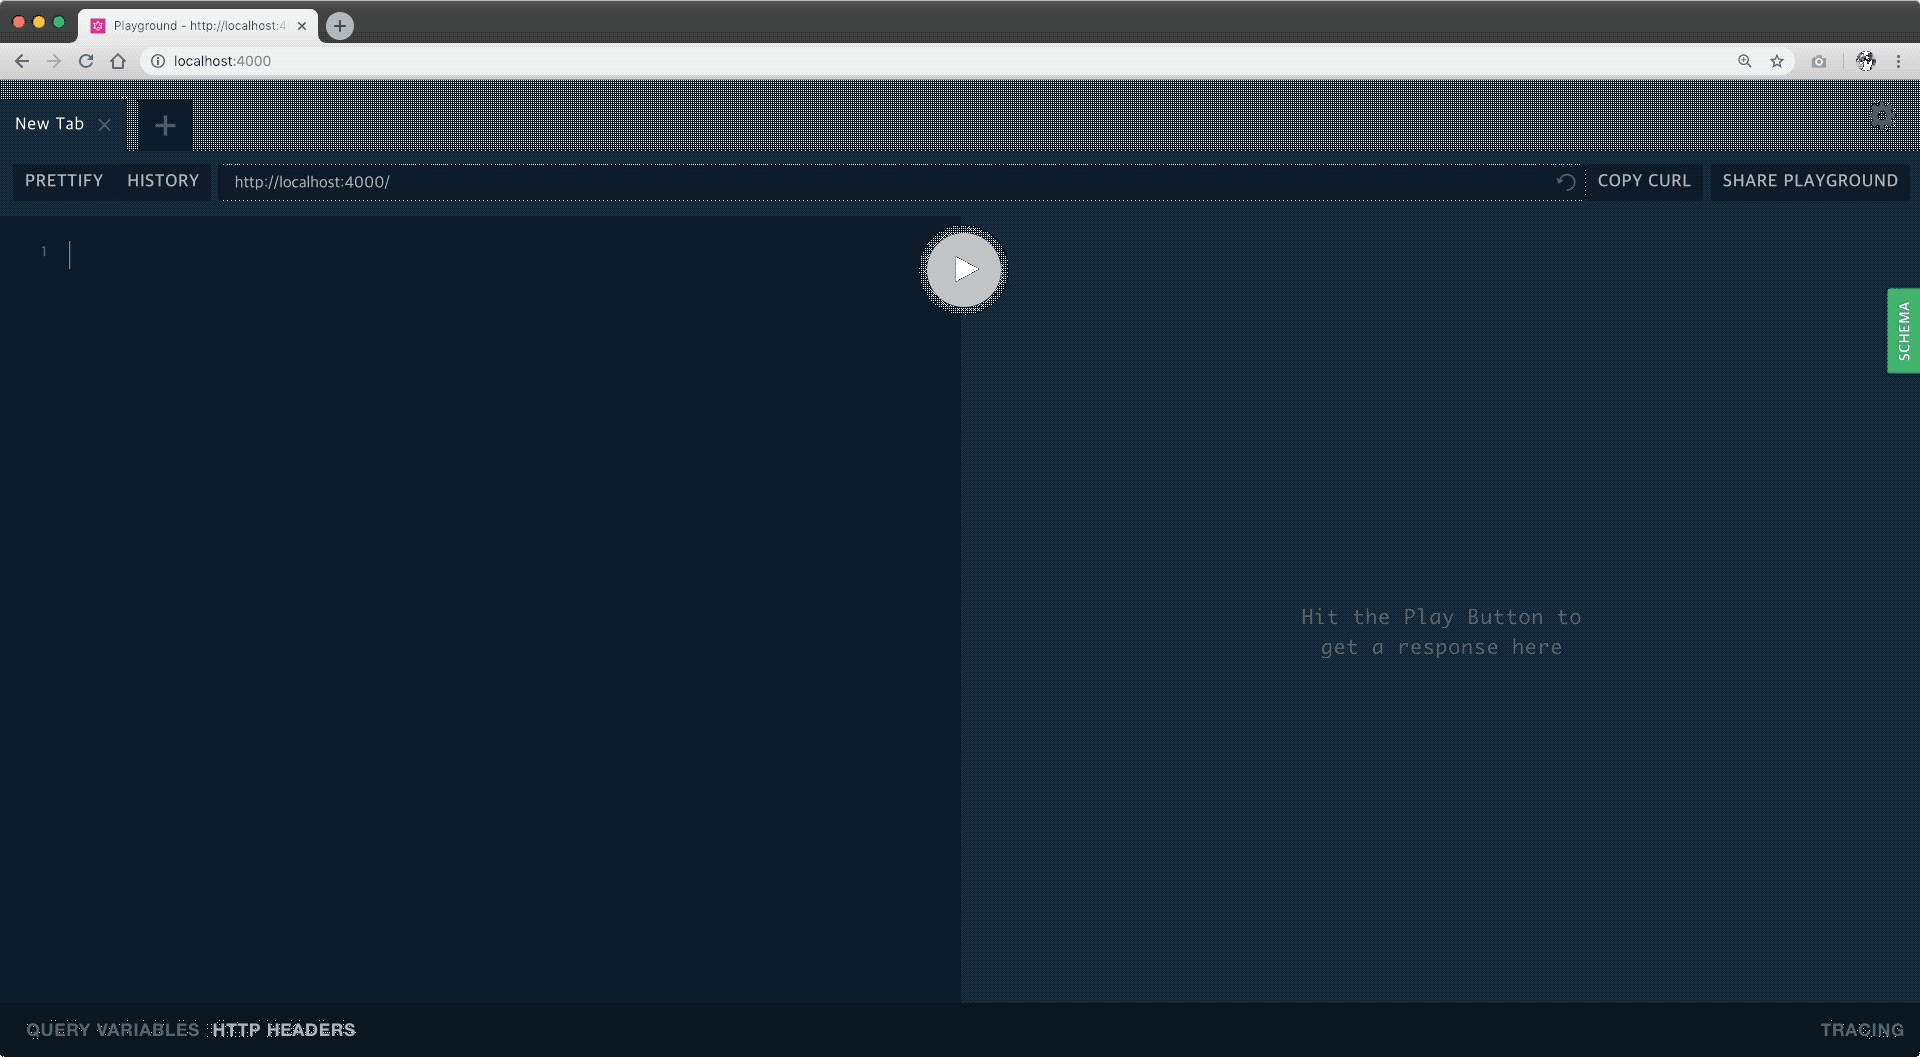 Playground - http://localhost:4
localhost:4000
New Tab
PRETTIFY HISTORY http://localhost:4000/ COPY CURL SHARE PLAYGROUND
1
SCHEMA
Hit the Play Button to
get a response here
QUERY VARIABLES HTTP HEADERS TRACING